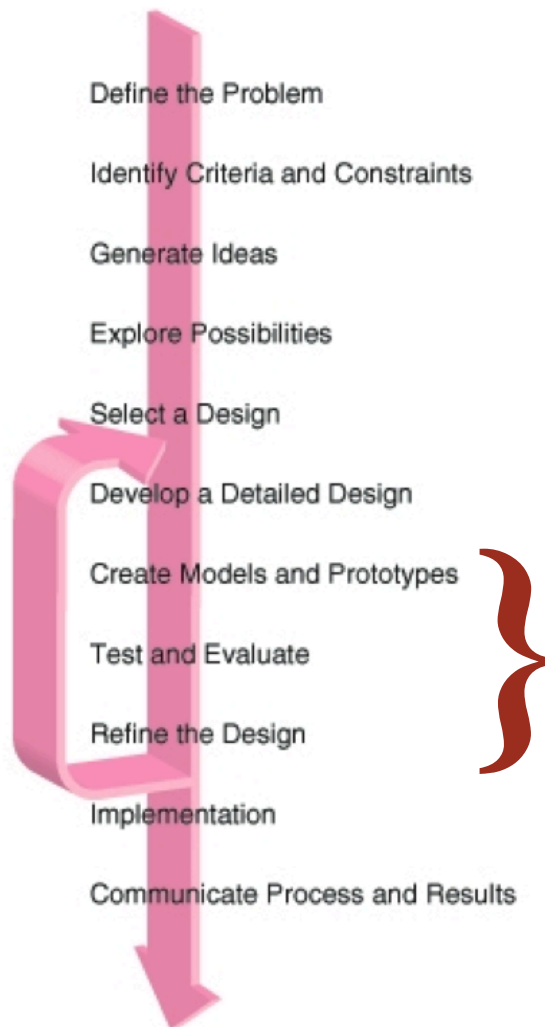 Define the Problem
Identify Criteria and Constraints
Generate Ideas
Explore Possibilities
Select a Design
Develop a Detailed Design
Create Models and Prototypes
Test and Evaluate
Refine the Design
Implementation
Communicate Process and Results